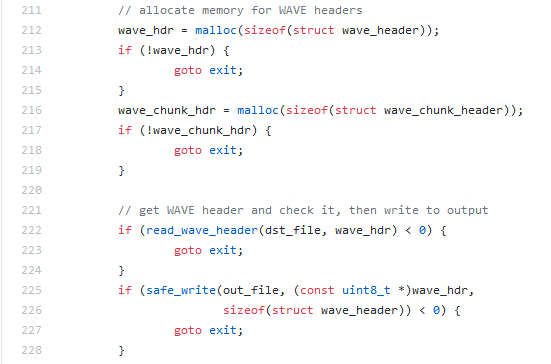 211 // allocate memory for WAVE headers
212 wave_hdr = malloc(sizeof(struct wave_header));
213 if (!wave_hdr) {
214 goto exit;
215 }
216 wave_chunk_hdr = malloc(sizeof(struct wave_chunk_header));
217 if (!wave_chunk_hdr) {
218 goto exit;
219 }
220
221 // get WAVE header and check it, then write to output
222 if (read_wave_header(dst_file, wave_hdr) < 0) {
223 goto exit;
224 }
225 if (safe_write(out_file, (const uint8_t *)wave_hdr,
226 sizeof(struct wave_header)) < 0) {
227 goto exit;
228 }